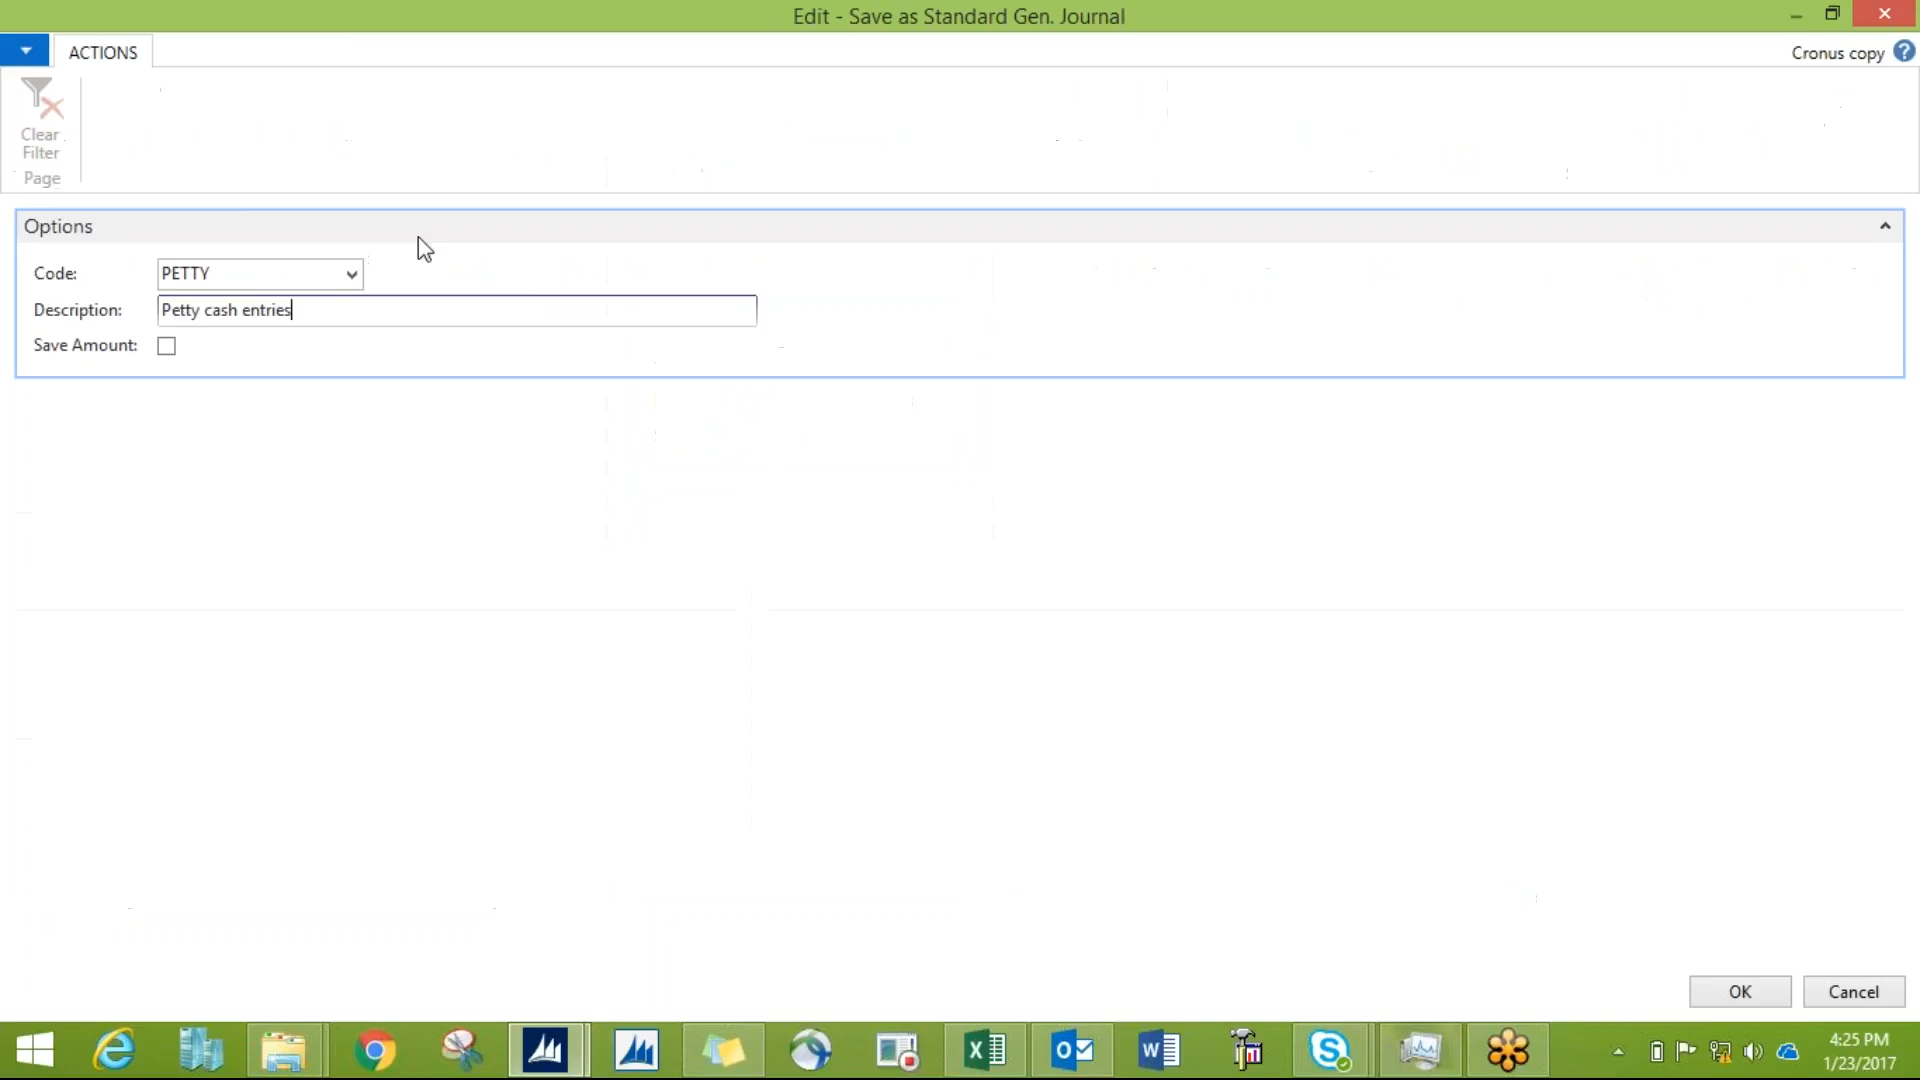 Edit - Save as Standard Gen. Journal
ACTIONS
Cronus copy
?
Clear
Filter
Page
Options
Code: PETTY
Description: Petty cash entries
Save Amount:
OK Cancel
4:25 PM
1/23/2017